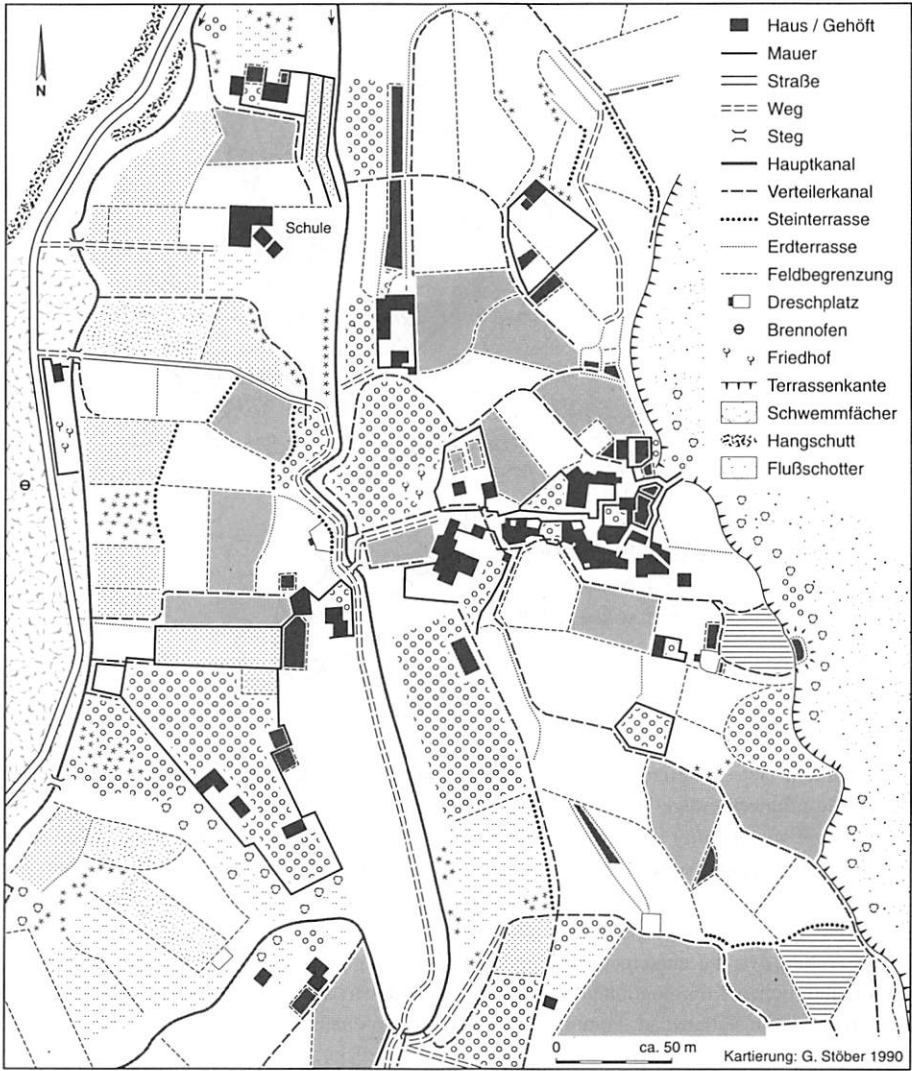 N
Schule
Haus / Gehöft
Mauer
Straße
Weg
Steg
Hauptkanal
Verteilerkanal
Steinterrasse
Erdterrasse
Feldbegrenzung
Dreschplatz
Brennofen
Friedhof
Terrassenkante
Schwemmfächer
Hangschutt
Flußschotter
0 ca. 50 m
Kartierung: G. Stöber 1990